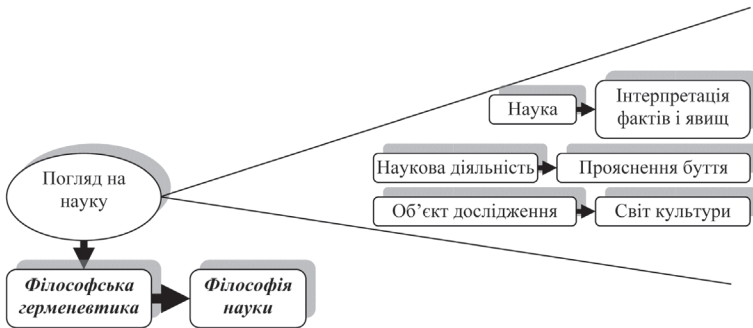 Погляд на
науку
Філософська
герменевтика
Філософія
науки
Наука
Інтерпретація
фактів і явищ
Наукова діяльність
Прояснення буття
Об’єкт дослідження
Світ культури